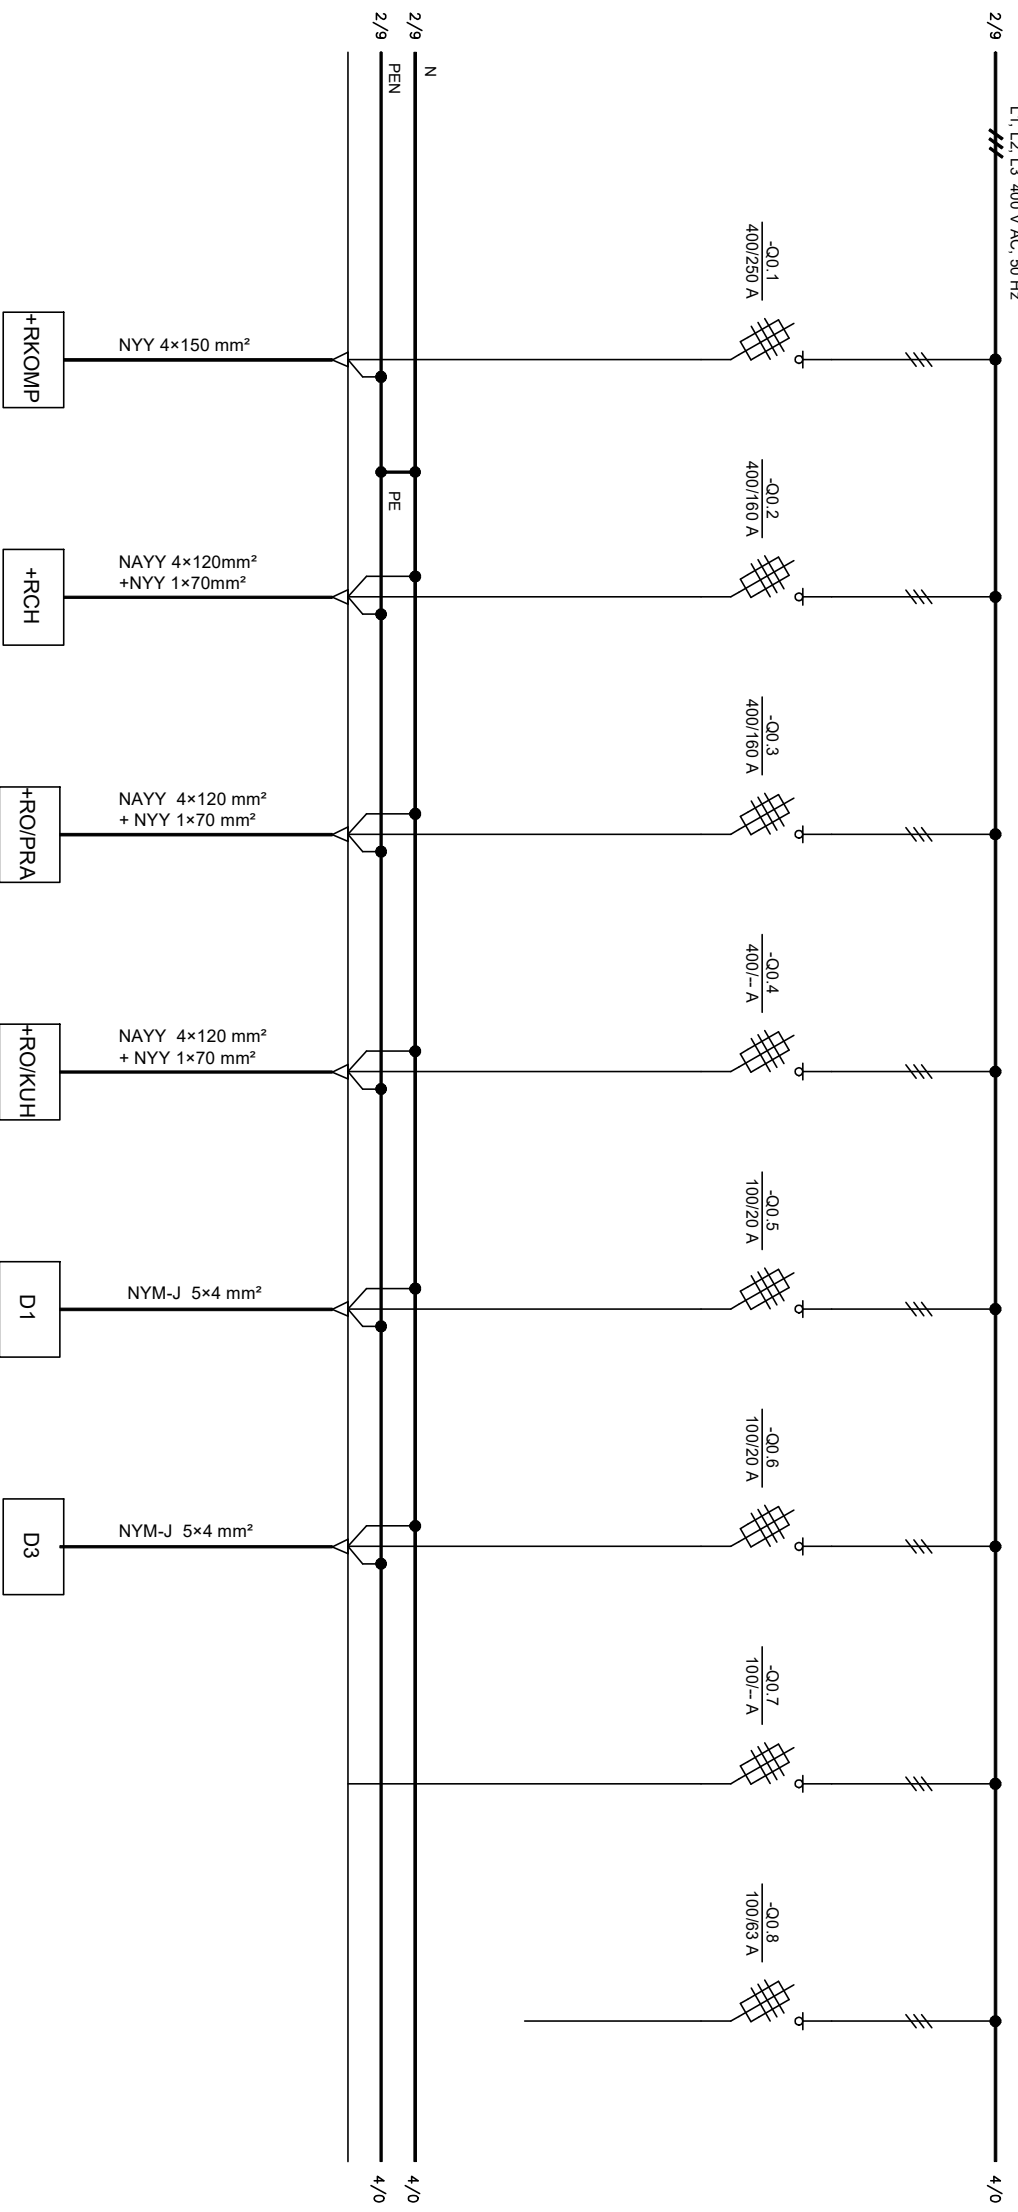 2/9
L1, L2, L3 400 V AC, 50 Hz
4/0
-Q0.1
400/250 A
-Q0.2
400/160 A
-Q0.3
400/160 A
-Q0.4
400/-- A
-Q0.5
100/20 A
-Q0.6
100/20 A
-Q0.7
100/-- A
-Q0.8
100/63 A
2/9
N
4/0
2/9
PEN
PE
4/0
NYY 4×150 mm²
NAYY 4×120mm²
+NYY 1×70mm²
NAYY 4×120 mm²
+ NYY 1×70 mm²
NAYY 4×120 mm²
+ NYY 1×70 mm²
NYM-J 5×4 mm²
NYM-J 5×4 mm²
+RKOMP
+RCH
+RO/PRA
+RO/KUH
D1
D3